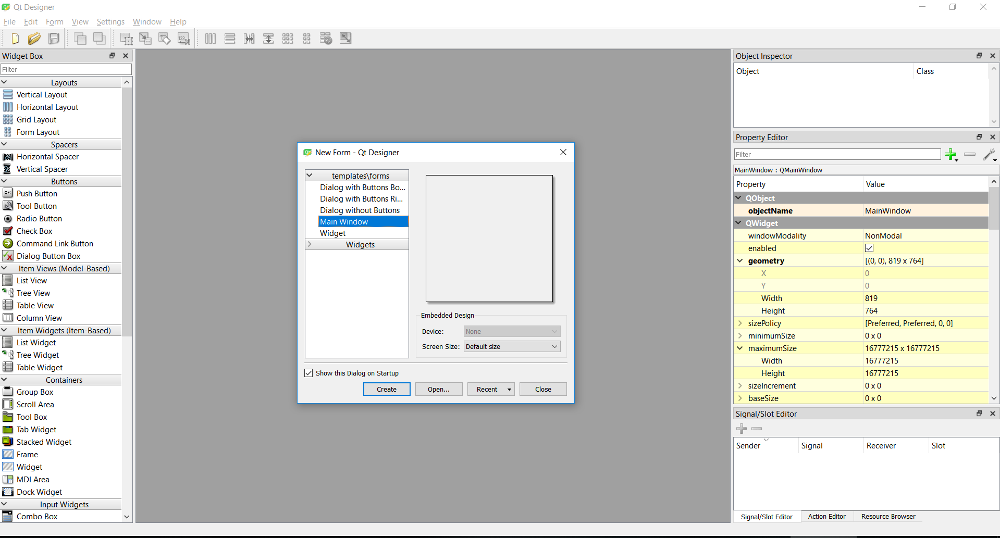 Qt Designer
File Edit Form View Settings Window Help
Widget Box
Filter
Layouts
Vertical Layout
Horizontal Layout
Grid Layout
Form Layout
Spacers
Horizontal Spacer
Vertical Spacer
Buttons
Push Button
Tool Button
Radio Button
Check Box
Command Link Button
Dialog Button Box
Item Views (Model-Based)
List View
Tree View
Table View
Column View
Item Widgets (Item-Based)
List Widget
Tree Widget
Table Widget
Containers
Group Box
Scroll Area
Tool Box
Tab Widget
Stacked Widget
Frame
Widget
MDI Area
Dock Widget
Input Widgets
Combo Box
New Form - Qt Designer
templates\forms
Dialog with Buttons Bo...
Dialog with Buttons Ri...
Dialog without Buttons
Main Window
Widget
Widgets
Embedded Design
Device: None
Screen Size: Default size
Show this Dialog on Startup
Create Open... Recent Close
Object Inspector
Object Class
Property Editor
Filter
MainWindow : QMainWindow
Property Value
QObject
objectName MainWindow
QWidget
windowModality NonModal
enabled
geometry [(0, 0), 819 x 764]
X 0
Y 0
Width 819
Height 764
sizePolicy [Preferred, Preferred, 0, 0]
minimumSize 0 x 0
maximumSize 16777215 x 16777215
Width 16777215
Height 16777215
sizeIncrement 0 x 0
baseSize 0 x 0
Signal/Slot Editor
Sender Signal Receiver Slot
Signal/Slot Editor Action Editor Resource Browser